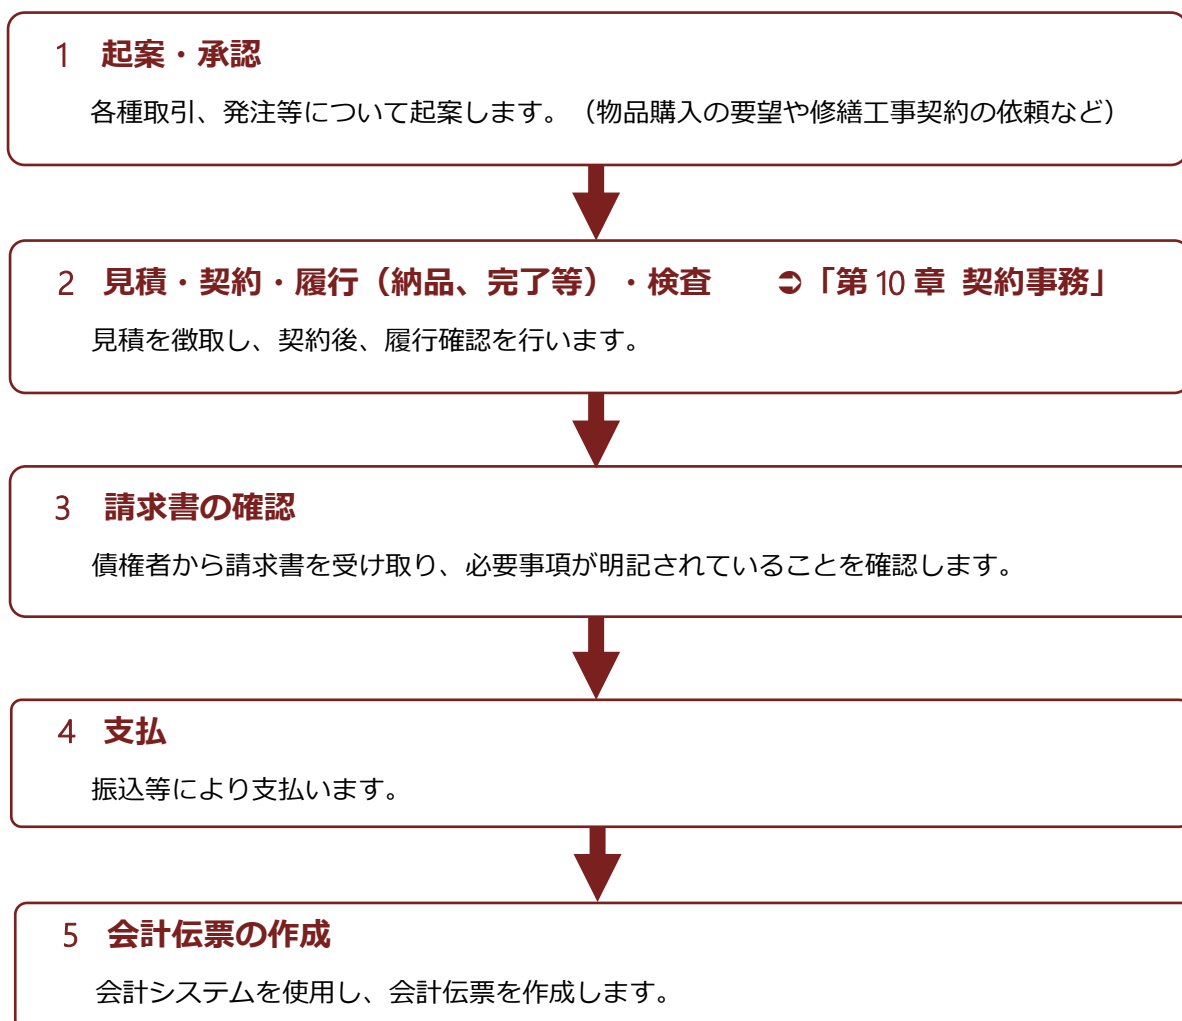 1 起案・承認
各種取引、発注等について起案します。（物品購入の要望や修繕工事契約の依頼など）
2 見積・契約・履行（納品、完了等）・検査 ➲「第 10 章 契約事務」
見積を徴取し、契約後、履行確認を行います。
3 請求書の確認
債権者から請求書を受け取り、必要事項が明記されていることを確認します。
4 支払
振込等により支払います。
5 会計伝票の作成
会計システムを使用し、会計伝票を作成します。